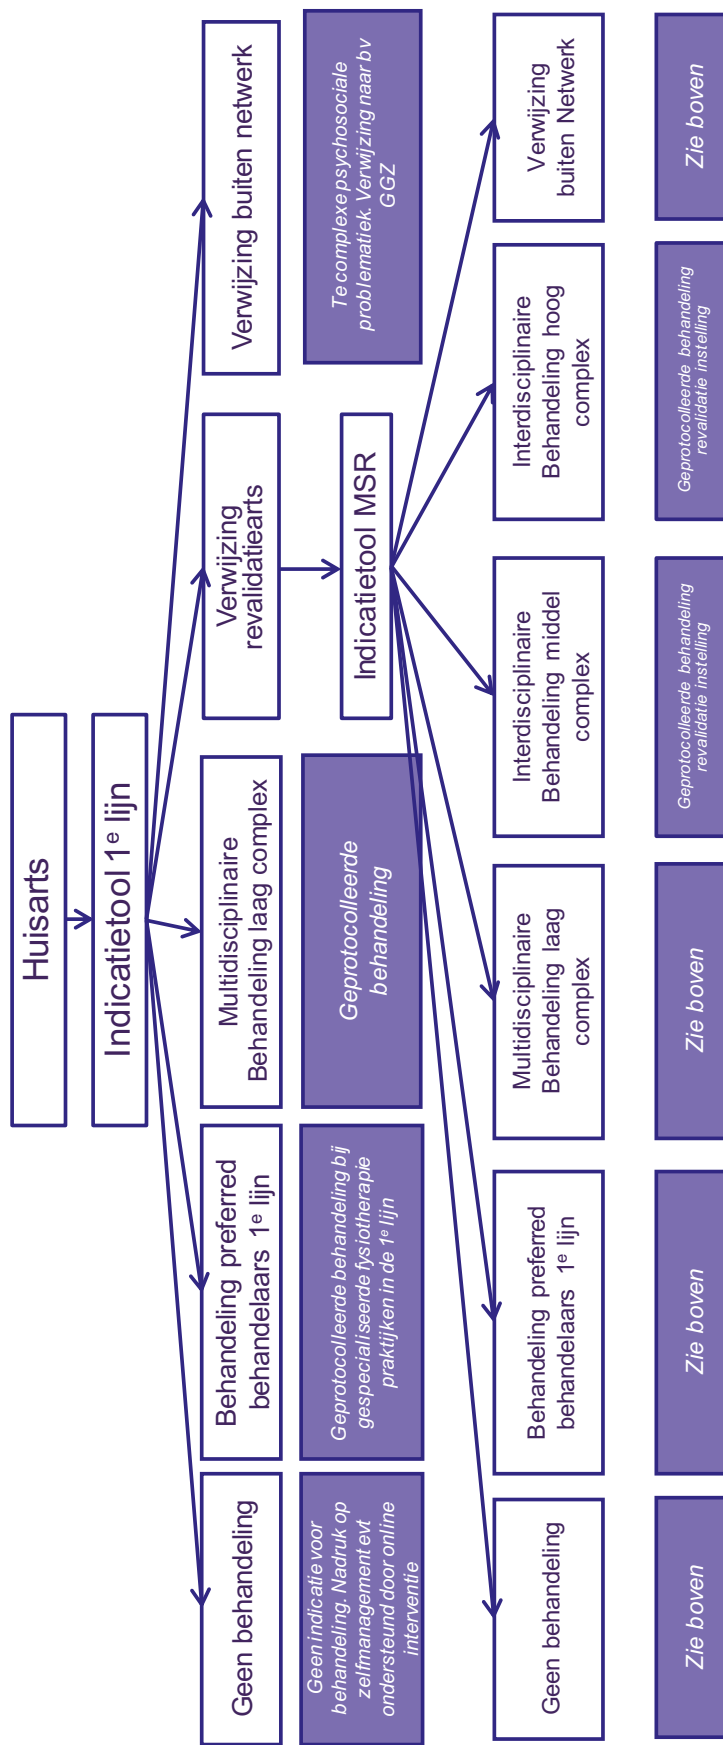 Huisarts
Indicatietool 1e lijn
Geen behandeling
Behandeling preferred
behandelaars 1e lijn
Multidisciplinaire
Behandeling laag complex
Verwijzing
revalidatiearts
Verwijzing buiten netwerk
Geen indicatie voor
behandeling. Nadruk op
zelfmanagement evt
ondersteund door online
interventie
Geprotocolleerde behandeling bij
gespecialiseerde fysiotherapie
praktijken in de 1e lijn
Geprotocolleerde
behandeling
Te complexe psychosociale
problematiek. Verwijzing naar bv
GGZ
Indicatietool MSR
Geen behandeling
Behandeling preferred
behandelaars 1e lijn
Multidisciplinaire
Behandeling laag
complex
Interdisciplinaire
Behandeling middel
complex
Interdisciplinaire
Behandeling hoog
complex
Verwijzing
buiten Netwerk
Zie boven
Zie boven
Zie boven
Geprotocolleerde behandeling
revalidatie instelling
Geprotocolleerde behandeling
revalidatie instelling
Zie boven